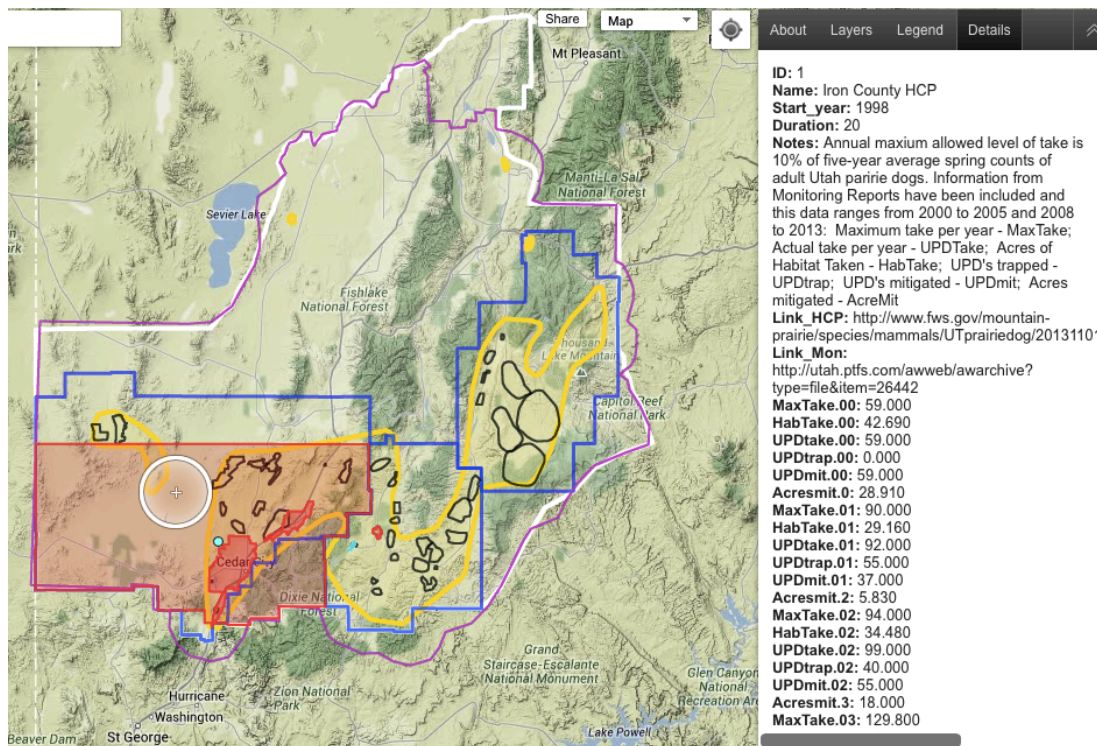 Share
Map
Mt Pleasant
Manti-La Sal
National Forest
Sevier Lake
Fishlake
National Forest
Thousand
Lake Mountain
Capitol Reef
National Park
Cedar City
Dixie National
Forest
Grand
Staircase-Escalante
National Monument
Glen Canyon
National
Recreation Are
Zion National
Park
Hurricane
Washington
St George
Beaver Dam
Lake Powell
About Layers Legend Details
ID: 1
Name: Iron County HCP
Start_year: 1998
Duration: 20
Notes: Annual maxium allowed level of take is
10% of five-year average spring counts of
adult Utah paririe dogs. Information from
Monitoring Reports have been included and
this data ranges from 2000 to 2005 and 2008
to 2013: Maximum take per year - MaxTake;
Actual take per year - UPDTake; Acres of
Habitat Taken - HabTake; UPD's trapped -
UPDtrap; UPD's mitigated - UPDmit; Acres
mitigated - AcreMit
Link_HCP: http://www.fws.gov/mountain-
prairie/species/mammals/UTprairiedog/2013110
Link_Mon:
http://utah.ptfs.com/awweb/awarchive?
type=file&item=26442
MaxTake.00: 59.000
HabTake.00: 42.690
UPDtake.00: 59.000
UPDtrap.00: 0.000
UPDmit.00: 59.000
Acresmit.0: 28.910
MaxTake.01: 90.000
HabTake.01: 29.160
UPDtake.01: 92.000
UPDtrap.01: 55.000
UPDmit.01: 37.000
Acresmit.2: 5.830
MaxTake.02: 94.000
HabTake.02: 34.480
UPDtake.02: 99.000
UPDtrap.02: 40.000
UPDmit.02: 55.000
Acresmit.3: 18.000
MaxTake.03: 129.800